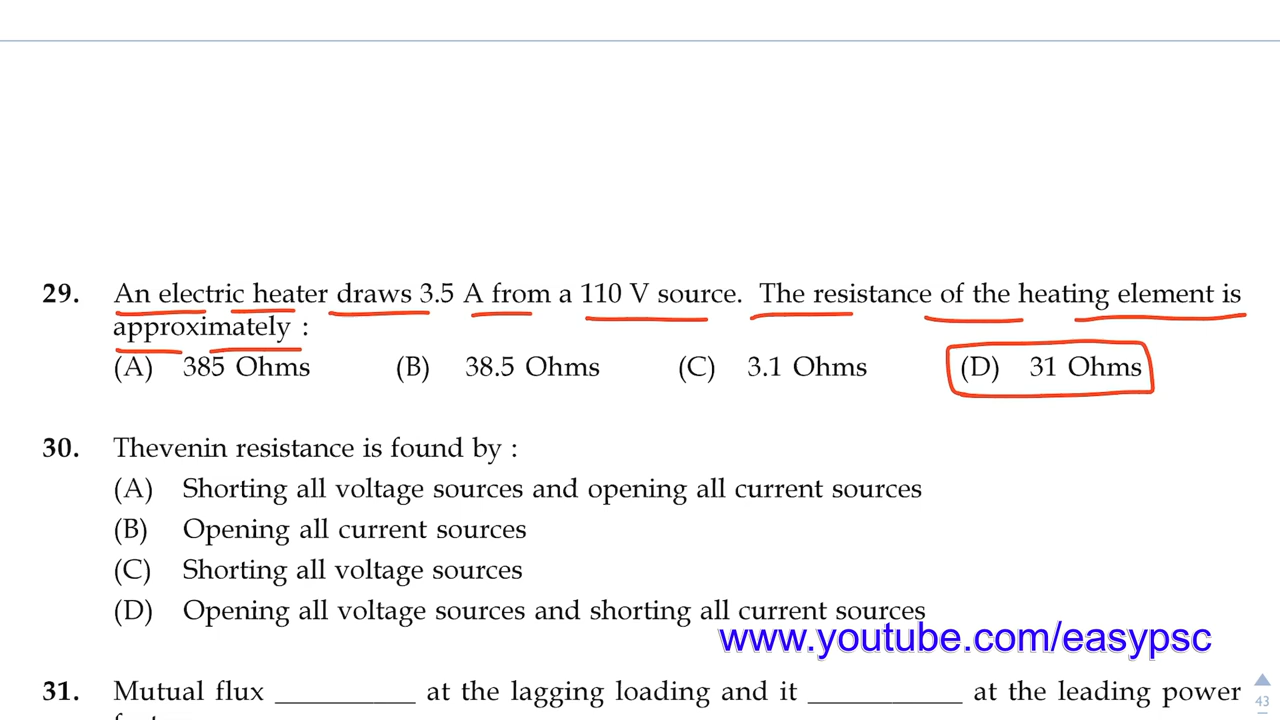 29. An electric heater draws 3.5 A from a 110 V source. The resistance of the heating element is
approximately :
(A) 385 Ohms (B) 38.5 Ohms (C) 3.1 Ohms (D) 31 Ohms
30. Thevenin resistance is found by :
(A) Shorting all voltage sources and opening all current sources
(B) Opening all current sources
(C) Shorting all voltage sources
(D) Opening all voltage sources and shorting all current sources
www.youtube.com/easypsc
31. Mutual flux __________ at the lagging loading and it ___________ at the leading power
43